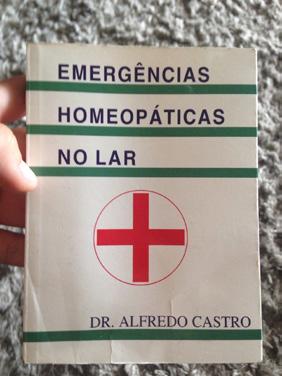 EMERGÊNCIAS
HOMEOPÁTICAS
NO LAR
DR. ALFREDO CASTRO